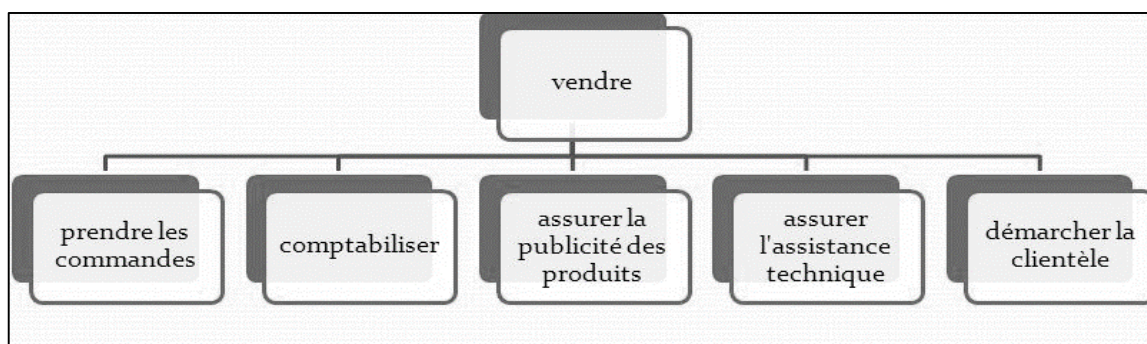 vendre
prendre les
commandes
comptabiliser
assurer la
publicité des
produits
assurer
l'assistance
technique
démarcher la
clientèle